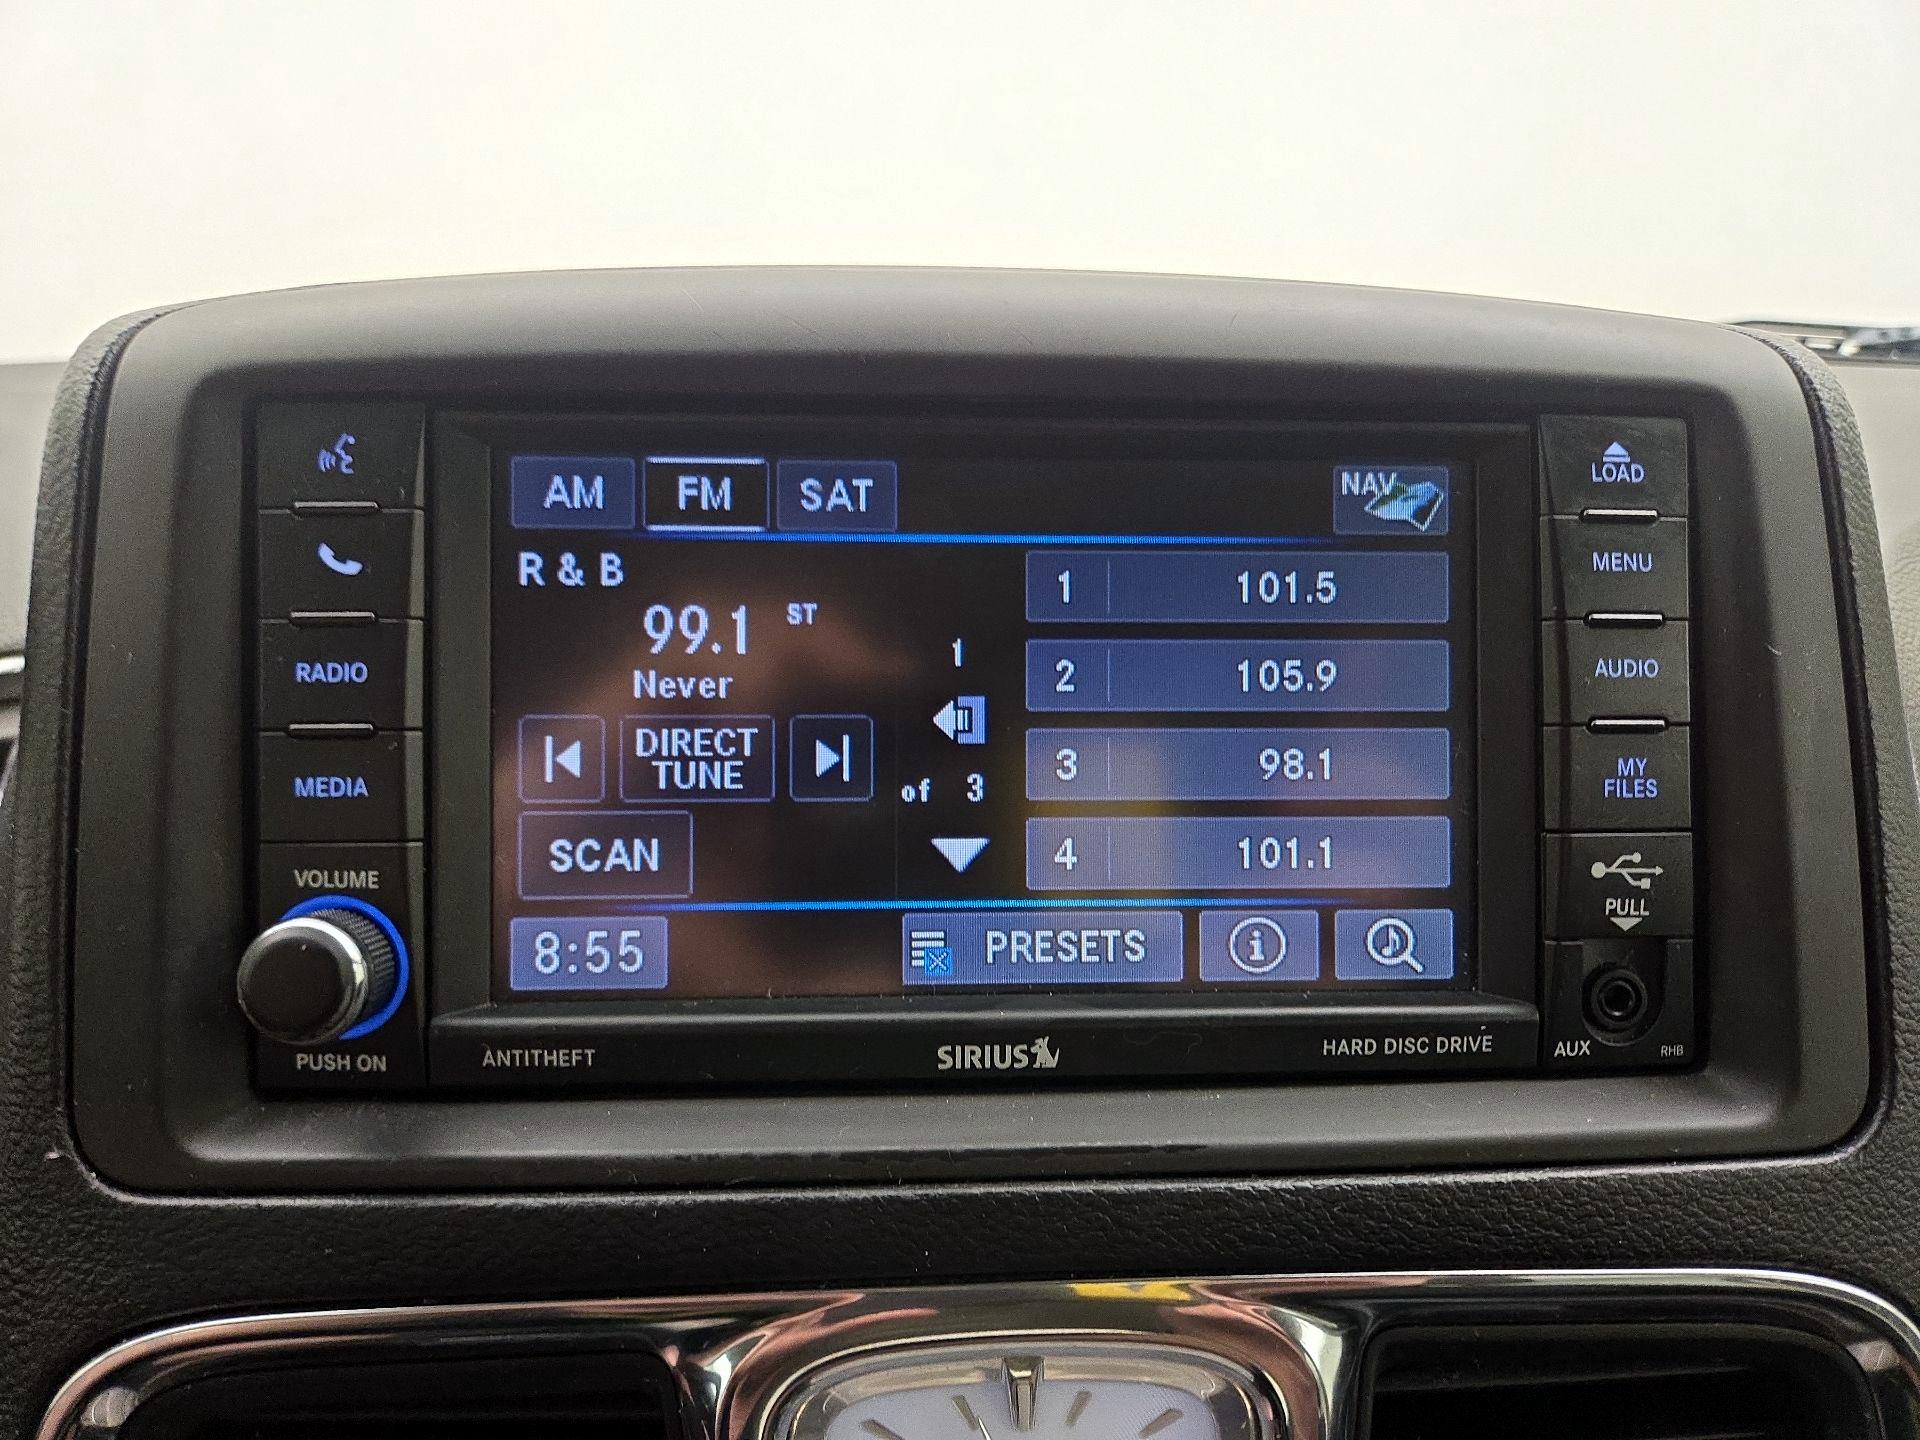 AM FM SAT NAV
R & B
99.1 ST
Never
DIRECT
TUNE
SCAN
8:55
1
of 3
1 101.5
2 105.9
3 98.1
4 101.1
PRESETS
i
RADIO
MEDIA
VOLUME
PUSH ON
LOAD
MENU
AUDIO
MY
FILES
PULL
AUX RHB
ANTITHEFT SIRIUS HARD DISC DRIVE